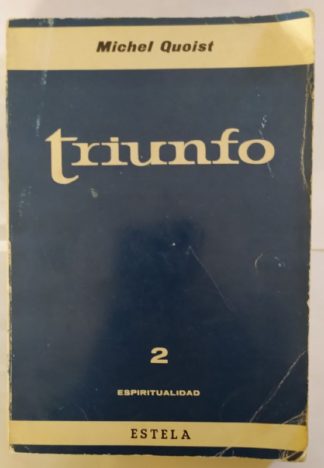 Michel Quoist
triunfo
2
ESPIRITUALIDAD
ESTELA